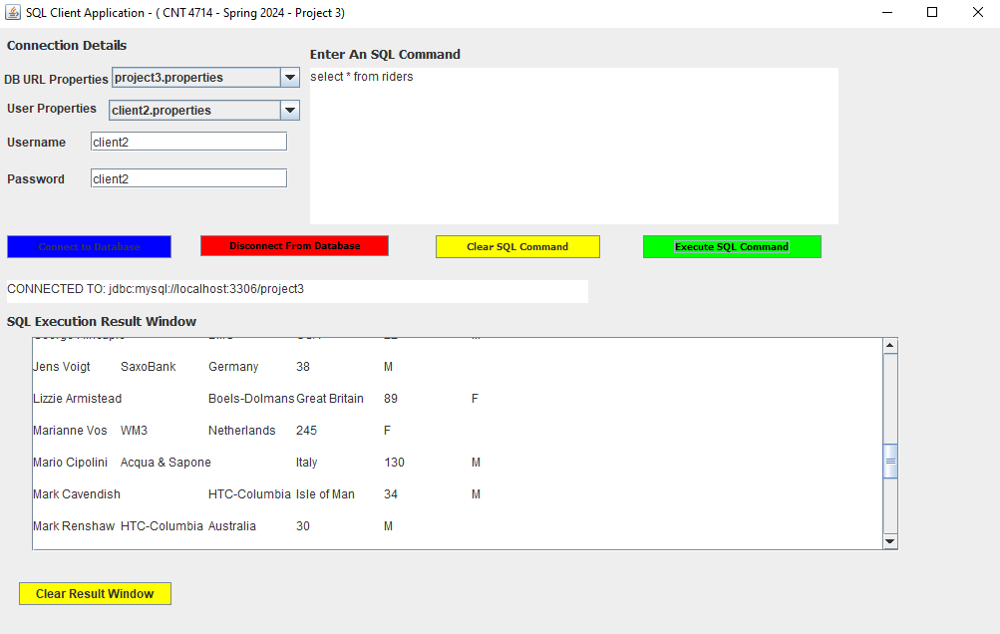 SQL Client Application - ( CNT 4714 - Spring 2024 - Project 3)
Connection Details
DB URL Properties project3.properties
User Properties client2.properties
Username client2
Password client2
Enter An SQL Command
select * from riders
Connect to Database Disconnect From Database Clear SQL Command Execute SQL Command
CONNECTED TO: jdbc:mysql://localhost:3306/project3
SQL Execution Result Window
Jens Voigt SaxoBank Germany 38 M
Lizzie Armistead Boels-Dolmans Great Britain 89 F
Marianne Vos WM3 Netherlands 245 F
Mario Cipolini Acqua & Sapone Italy 130 M
Mark Cavendish HTC-Columbia Isle of Man 34 M
Mark Renshaw HTC-Columbia Australia 30 M
Clear Result Window